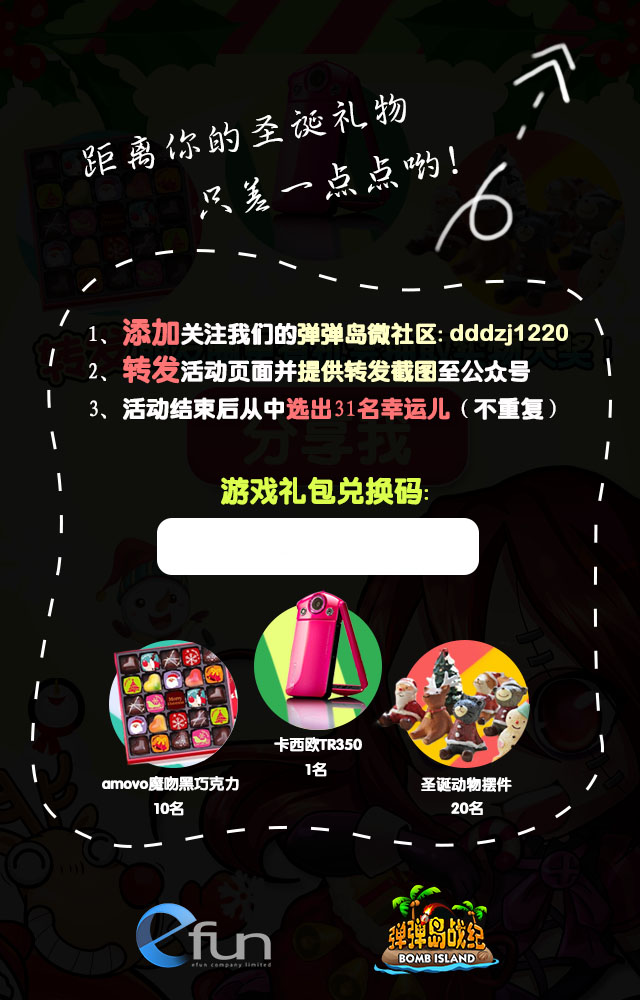 距离你的圣诞礼物
只差一点点哟!
1、添加关注我们的弹弹岛微社区: dddzj1220
2、转发活动页面并提供转发截图至公众号
3、活动结束后从中选出31名幸运儿（不重复）
分享我
游戏礼包兑换码:
卡西欧TR350
1名
amovo魔吻黑巧克力
10名
圣诞动物摆件
20名
efun
efun company limited
弹弹岛战纪
BOMB ISLAND